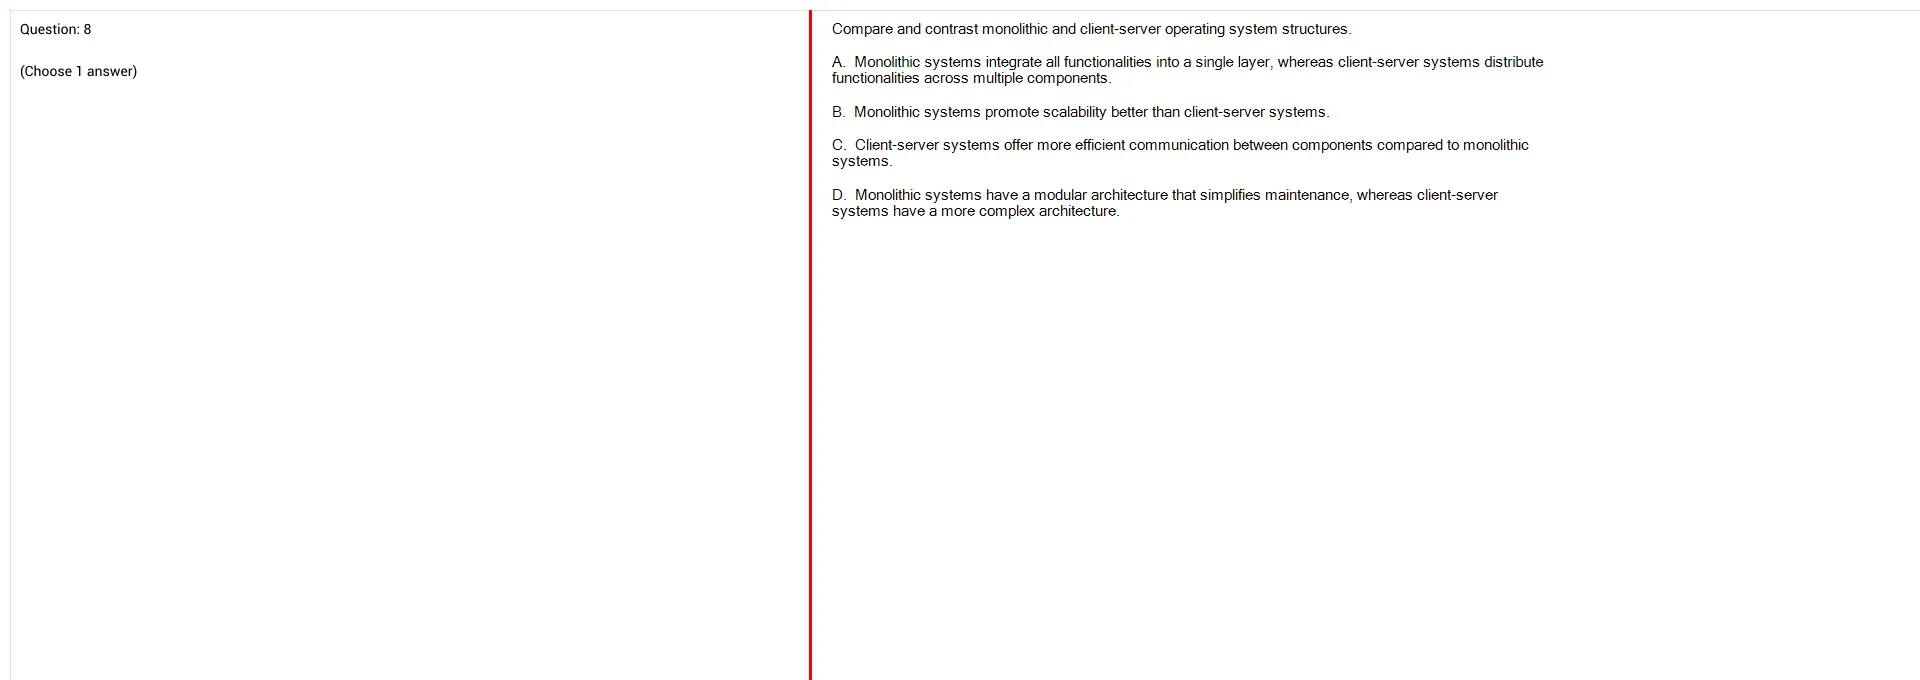 Question: 8
(Choose 1 answer)
Compare and contrast monolithic and client-server operating system structures.
A.  Monolithic systems integrate all functionalities into a single layer, whereas client-server systems distribute
functionalities across multiple components.
B.  Monolithic systems promote scalability better than client-server systems.
C.  Client-server systems offer more efficient communication between components compared to monolithic
systems.
D.  Monolithic systems have a modular architecture that simplifies maintenance, whereas client-server
systems have a more complex architecture.